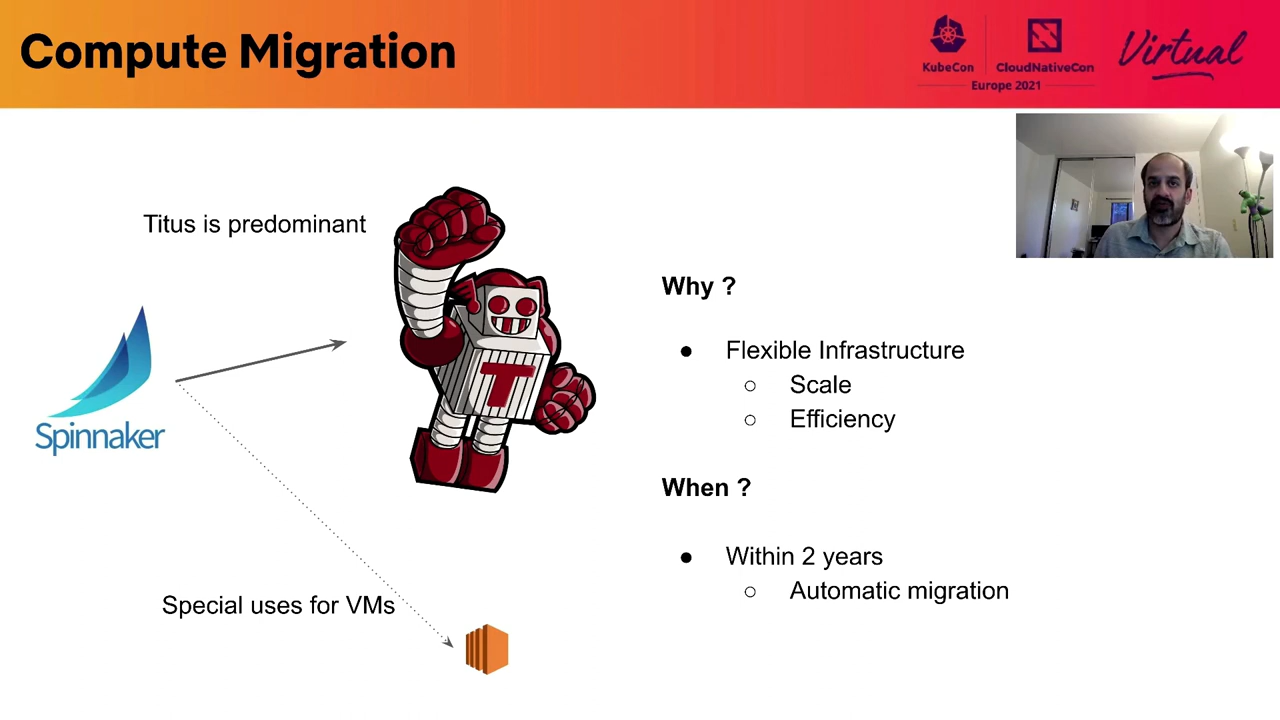 Compute Migration
KubeCon
CloudNativeCon
Europe 2021
Virtual
Titus is predominant
T
Spinnaker
Special uses for VMs
Why ?
● Flexible Infrastructure
○ Scale
○ Efficiency
When ?
● Within 2 years
○ Automatic migration